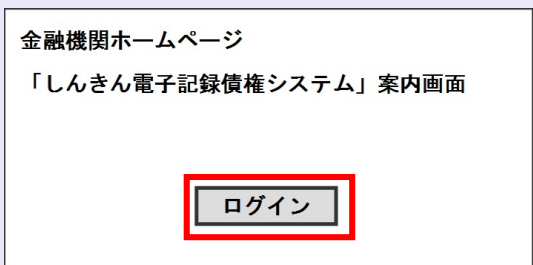 金融機関ホームページ
「しんきん電子記録債権システム」案内画面
ログイン